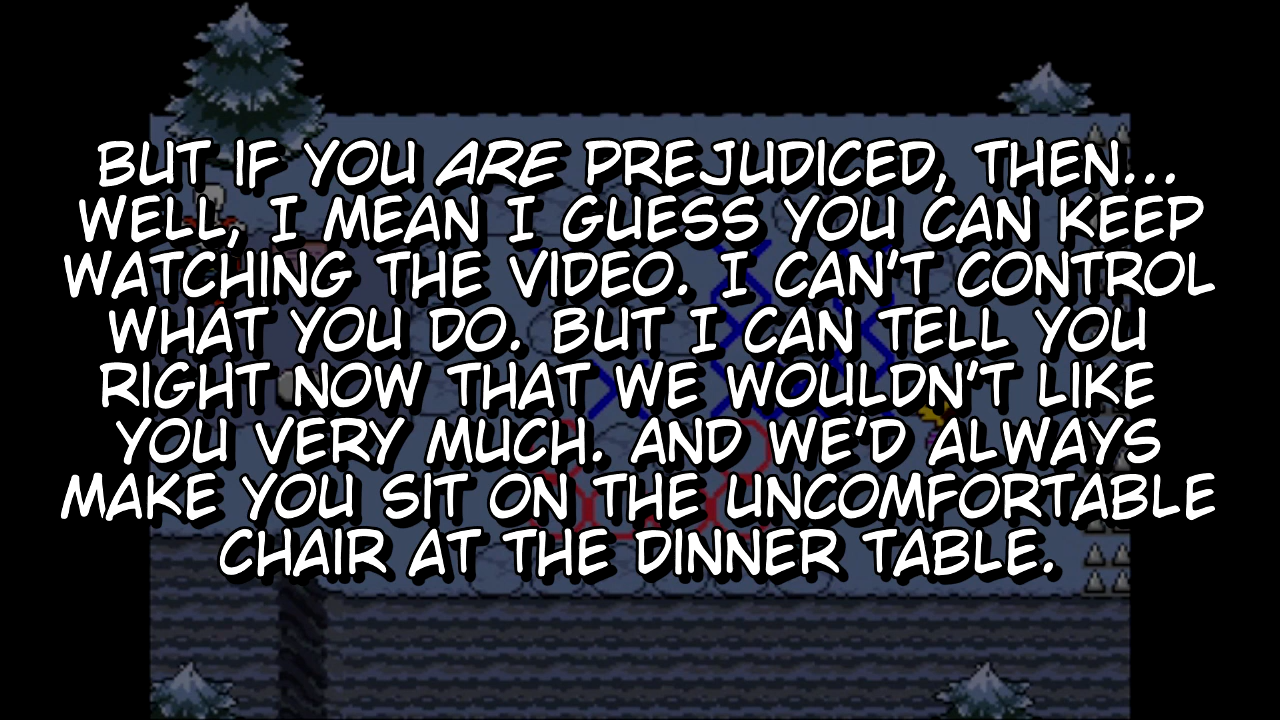 BUT IF YOU ARE PREJUDICED, THEN...
WELL, I MEAN I GUESS YOU CAN KEEP
WATCHING THE VIDEO. I CAN'T CONTROL
WHAT YOU DO. BUT I CAN TELL YOU
RIGHT NOW THAT WE WOULDN'T LIKE
YOU VERY MUCH. AND WE'D ALWAYS
MAKE YOU SIT ON THE UNCOMFORTABLE
CHAIR AT THE DINNER TABLE.